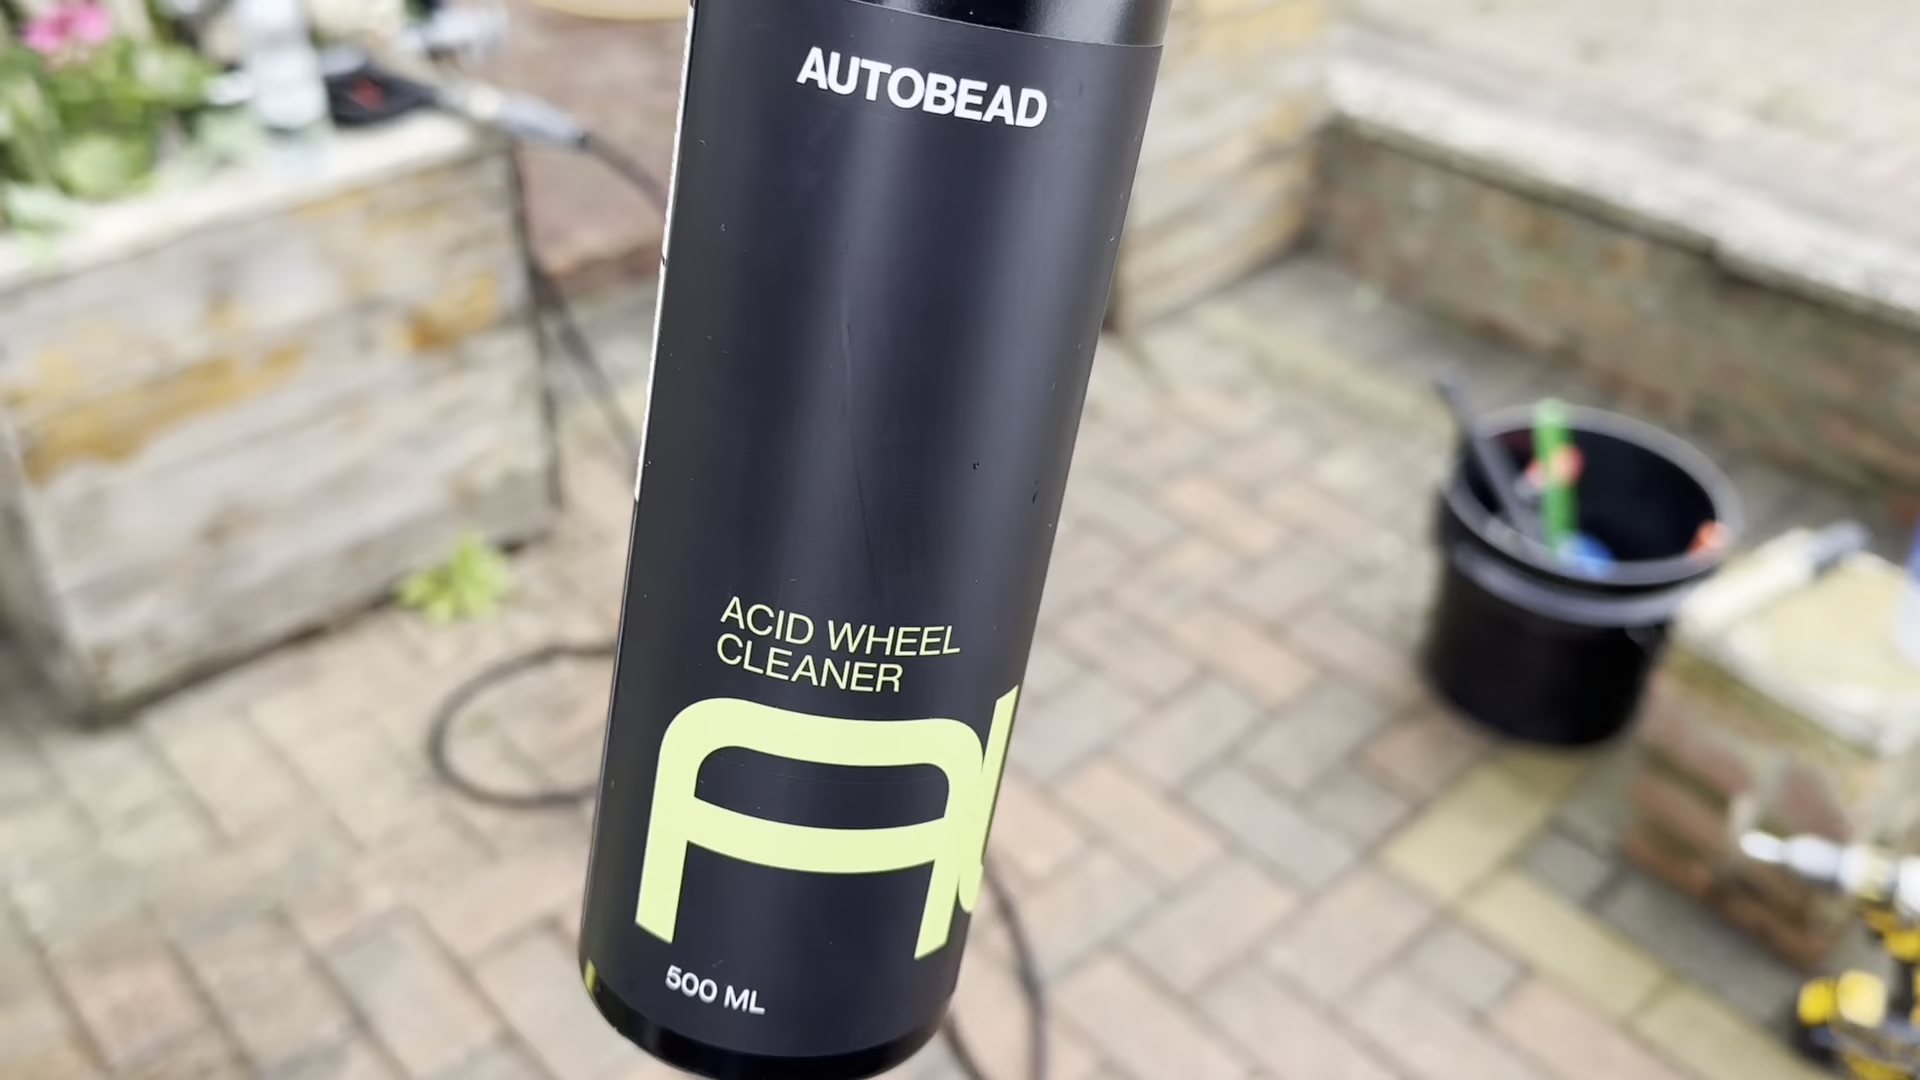 AUTOBEAD
ACID WHEEL
CLEANER
A
500 ML